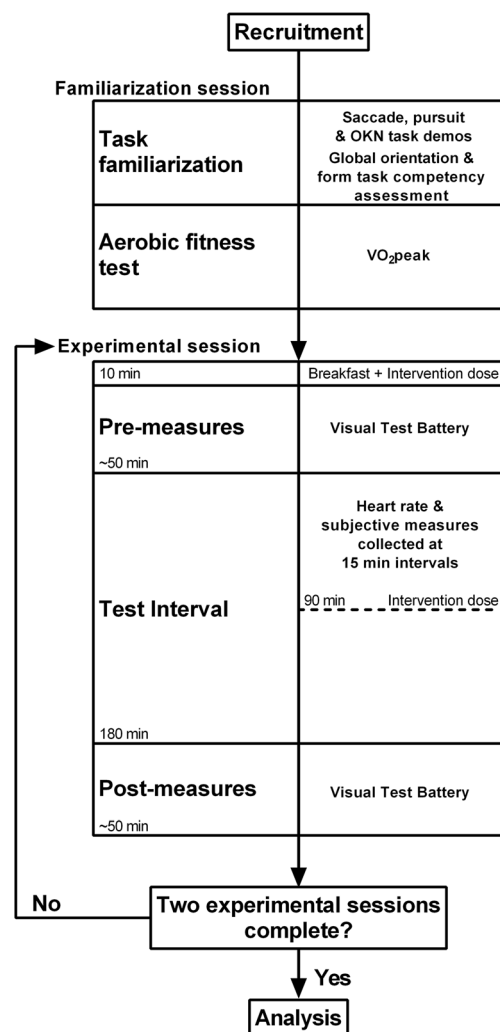 Recruitment
Familiarization session
Task
familiarization
Saccade, pursuit
& OKN task demos
Global orientation &
form task competency
assessment
Aerobic fitness
test
VO₂peak
Experimental session
10 min
Breakfast + Intervention dose
Pre-measures
Visual Test Battery
~50 min
Heart rate &
subjective measures
collected at
15 min intervals
Test Interval
90 min
Intervention dose
180 min
Post-measures
Visual Test Battery
~50 min
Two experimental sessions
complete?
No
Yes
Analysis